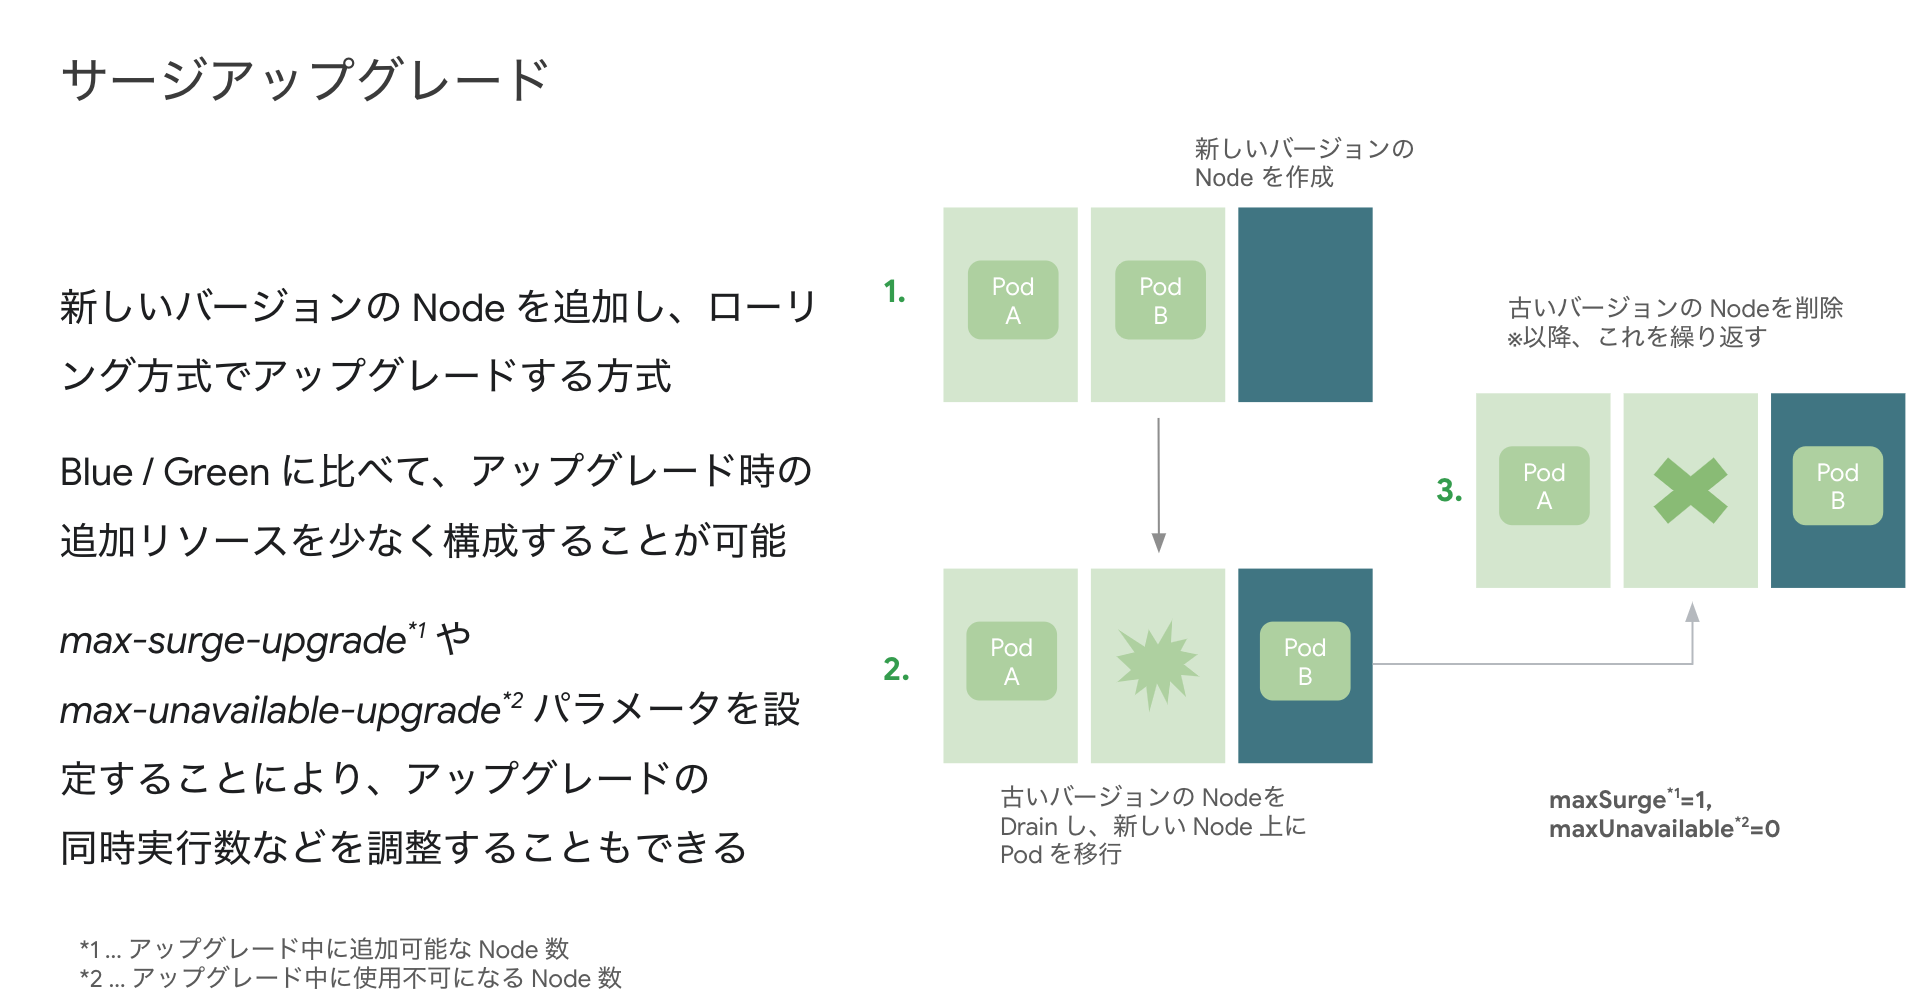 サージアップグレード
新しいバージョンの Node を追加し、ローリ
ング方式でアップグレードする方式
Blue / Green に比べて、アップグレード時の
追加リソースを少なく構成することが可能
max-surge-upgrade*1 や
max-unavailable-upgrade*2 パラメータを設
定することにより、アップグレードの
同時実行数などを調整することもできる
*1 ... アップグレード中に追加可能な Node 数
*2 ... アップグレード中に使用不可になる Node 数
新しいバージョンの
Node を作成
1.
Pod
A
Pod
B
2.
Pod
A
Pod
B
古いバージョンの Nodeを
Drain し、新しい Node 上に
Pod を移行
古いバージョンの Nodeを削除
※以降、これを繰り返す
3.
Pod
A
Pod
B
maxSurge*1=1,
maxUnavailable*2=0